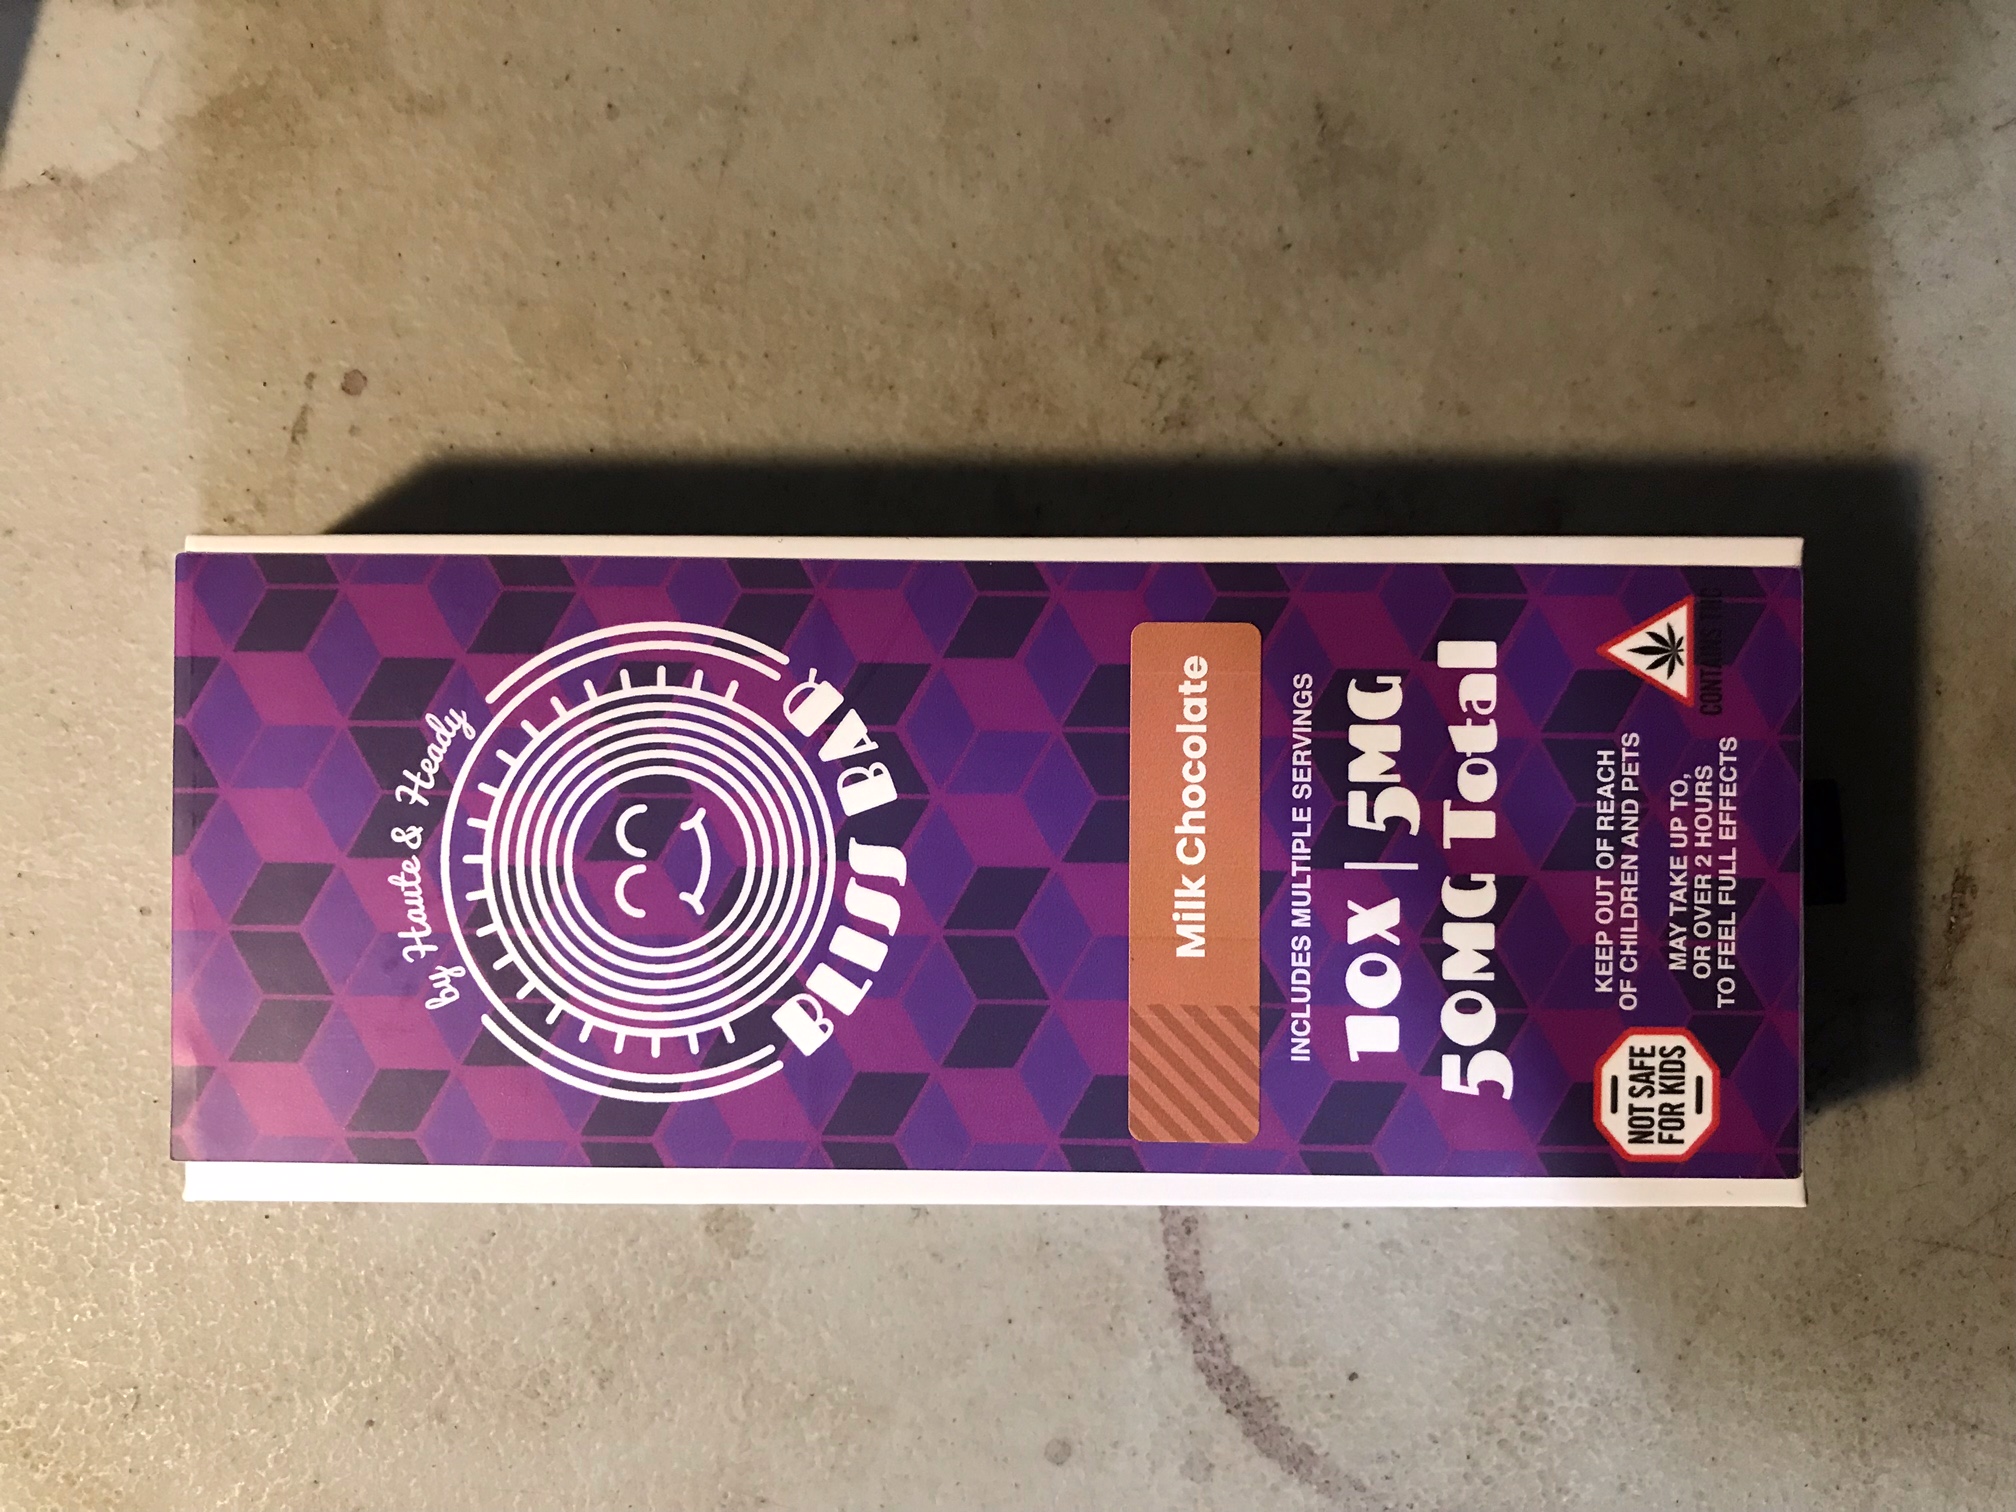 by Haute & Heady
BLISS BAR
Milk Chocolate
INCLUDES MULTIPLE SERVINGS
10X | 5MG
50MG Total
NOT SAFE
FOR KIDS
KEEP OUT OF REACH
OF CHILDREN AND PETS
MAY TAKE UP TO,
OR OVER 2 HOURS
TO FEEL FULL EFFECTS
CONTAINS THC